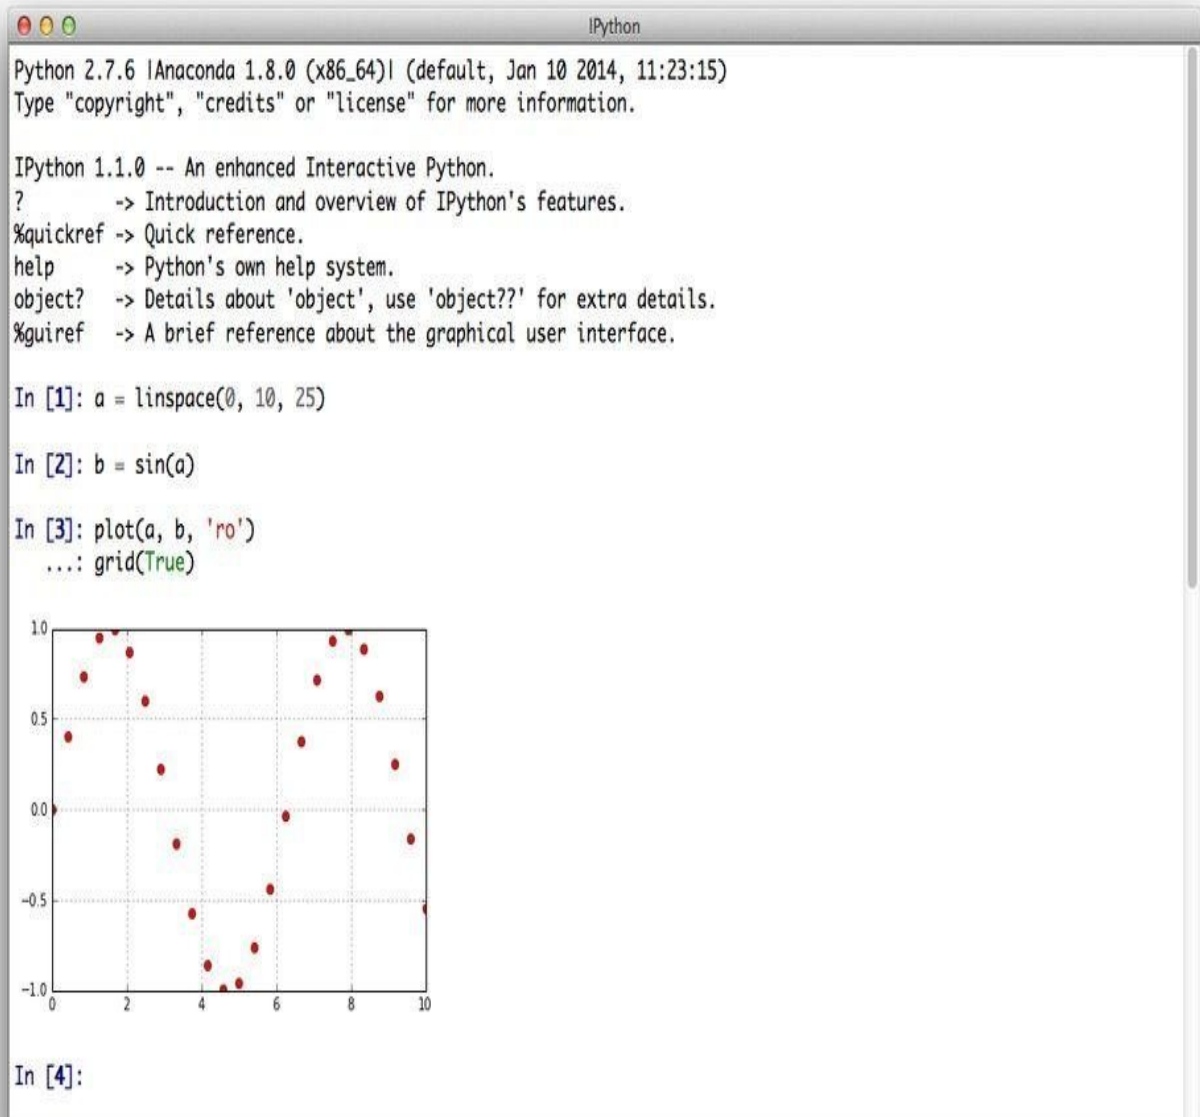 IPython
Python 2.7.6 |Anaconda 1.8.0 (x86_64)| (default, Jan 10 2014, 11:23:15)
Type "copyright", "credits" or "license" for more information.
IPython 1.1.0 -- An enhanced Interactive Python.
?         -> Introduction and overview of IPython's features.
%quickref -> Quick reference.
help      -> Python's own help system.
object?   -> Details about 'object', use 'object??' for extra details.
%guiref   -> A brief reference about the graphical user interface.
In [1]: a = linspace(0, 10, 25)
In [2]: b = sin(a)
In [3]: plot(a, b, 'ro')
   ...: grid(True)
1.0
0.5
0.0
−0.5
−1.0
0 2 4 6 8 10
In [4]: